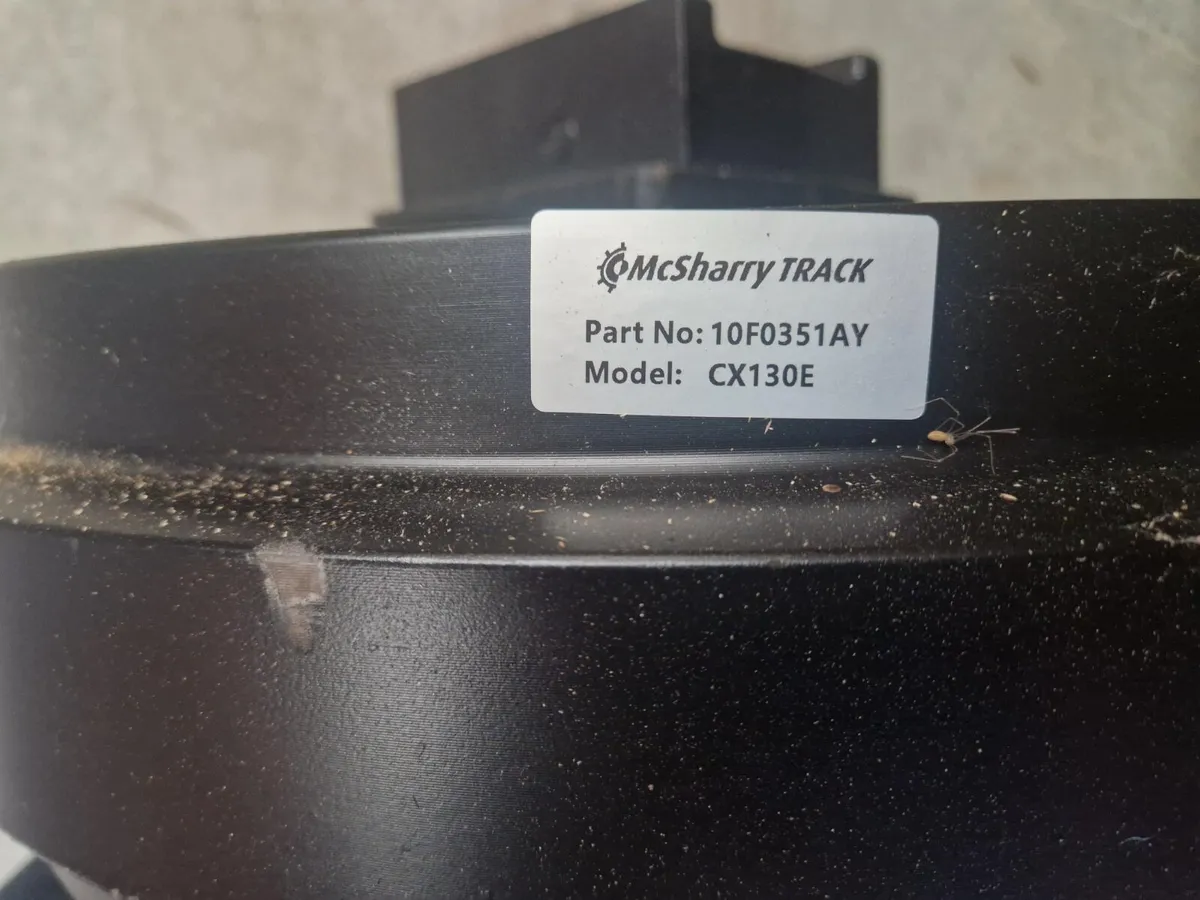 McSharry TRACK
Part No: 10F0351AY
Model: CX130E